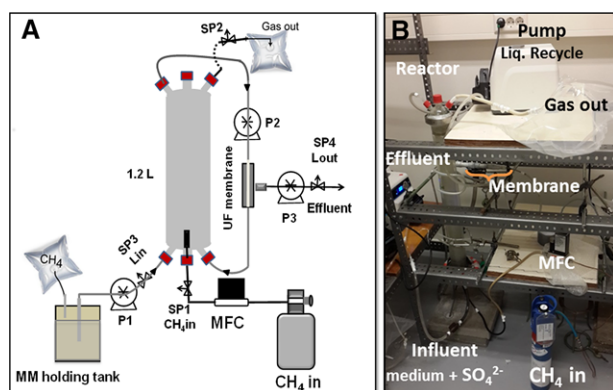 A
SP2
Gas out
P2
1.2 L
UF membrane
SP4
Lout
P3
Effluent
SP3
Lin
CH4
P1
SP1
CH₄in
MFC
MM holding tank
CH₄ in
B
Pump
Liq. Recycle
Reactor
Gas out
Effluent
Membrane
MFC
Influent
medium + SO₄²⁻
CH₄ in